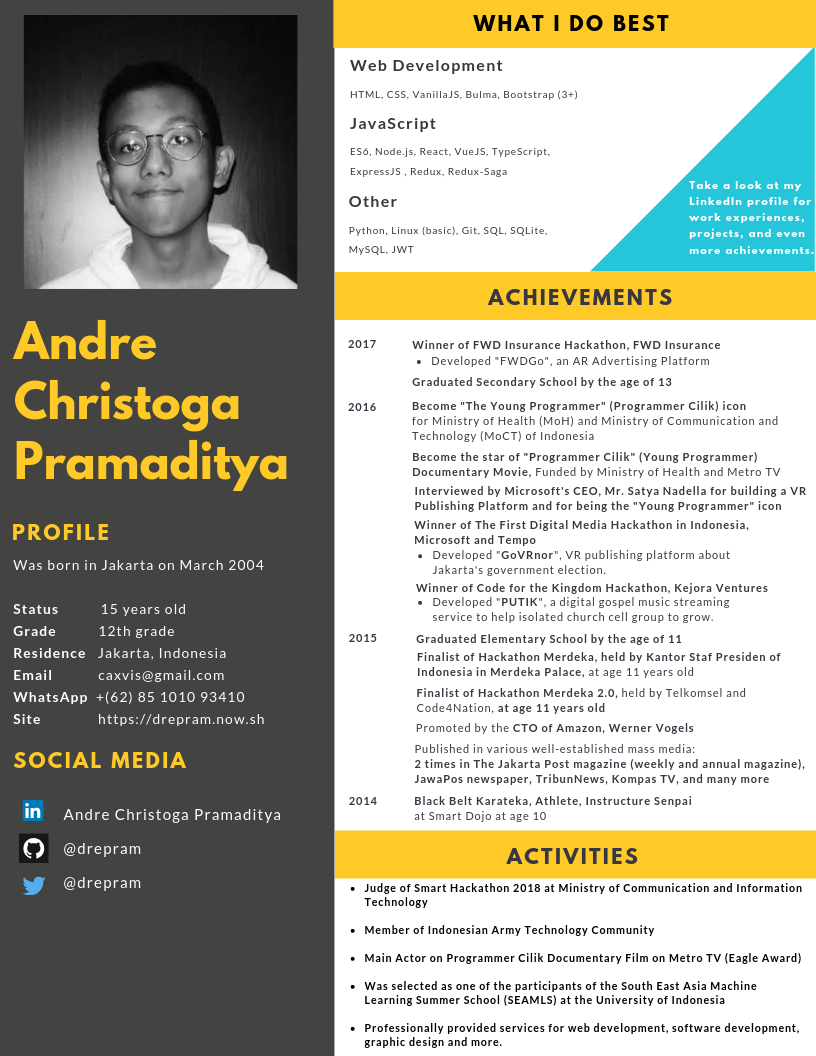 Andre
Christoga
Pramaditya
PROFILE
Was born in Jakarta on March 2004
Status 15 years old
Grade 12th grade
Residence Jakarta, Indonesia
Email caxvis@gmail.com
WhatsApp +(62) 85 1010 93410
Site https://drepram.now.sh
SOCIAL MEDIA
in Andre Christoga Pramaditya
@drepram
@drepram
WHAT I DO BEST
Web Development
HTML, CSS, VanillaJS, Bulma, Bootstrap (3+)
JavaScript
ES6, Node.js, React, VueJS, TypeScript,
ExpressJS , Redux, Redux-Saga
Other
Python, Linux (basic), Git, SQL, SQLite,
MySQL, JWT
Take a look at my
LinkedIn profile for
work experiences,
projects, and even
more achievements.
ACHIEVEMENTS
2017 Winner of FWD Insurance Hackathon, FWD Insurance
• Developed "FWDGo", an AR Advertising Platform
Graduated Secondary School by the age of 13
2016 Become "The Young Programmer" (Programmer Cilik) icon
for Ministry of Health (MoH) and Ministry of Communication and
Technology (MoCT) of Indonesia
Become the star of "Programmer Cilik" (Young Programmer)
Documentary Movie, Funded by Ministry of Health and Metro TV
Interviewed by Microsoft's CEO, Mr. Satya Nadella for building a VR
Publishing Platform and for being the "Young Programmer" icon
Winner of The First Digital Media Hackathon in Indonesia,
Microsoft and Tempo
• Developed "GoVRnor", VR publishing platform about
Jakarta's government election.
Winner of Code for the Kingdom Hackathon, Kejora Ventures
• Developed "PUTIK", a digital gospel music streaming
service to help isolated church cell group to grow.
2015 Graduated Elementary School by the age of 11
Finalist of Hackathon Merdeka, held by Kantor Staf Presiden of
Indonesia in Merdeka Palace, at age 11 years old
Finalist of Hackathon Merdeka 2.0, held by Telkomsel and
Code4Nation, at age 11 years old
Promoted by the CTO of Amazon, Werner Vogels
Published in various well-established mass media:
2 times in The Jakarta Post magazine (weekly and annual magazine),
JawaPos newspaper, TribunNews, Kompas TV, and many more
2014 Black Belt Karateka, Athlete, Instructure Senpai
at Smart Dojo at age 10
ACTIVITIES
• Judge of Smart Hackathon 2018 at Ministry of Communication and Information
Technology
• Member of Indonesian Army Technology Community
• Main Actor on Programmer Cilik Documentary Film on Metro TV (Eagle Award)
• Was selected as one of the participants of the South East Asia Machine
Learning Summer School (SEAMLS) at the University of Indonesia
• Professionally provided services for web development, software development,
graphic design and more.